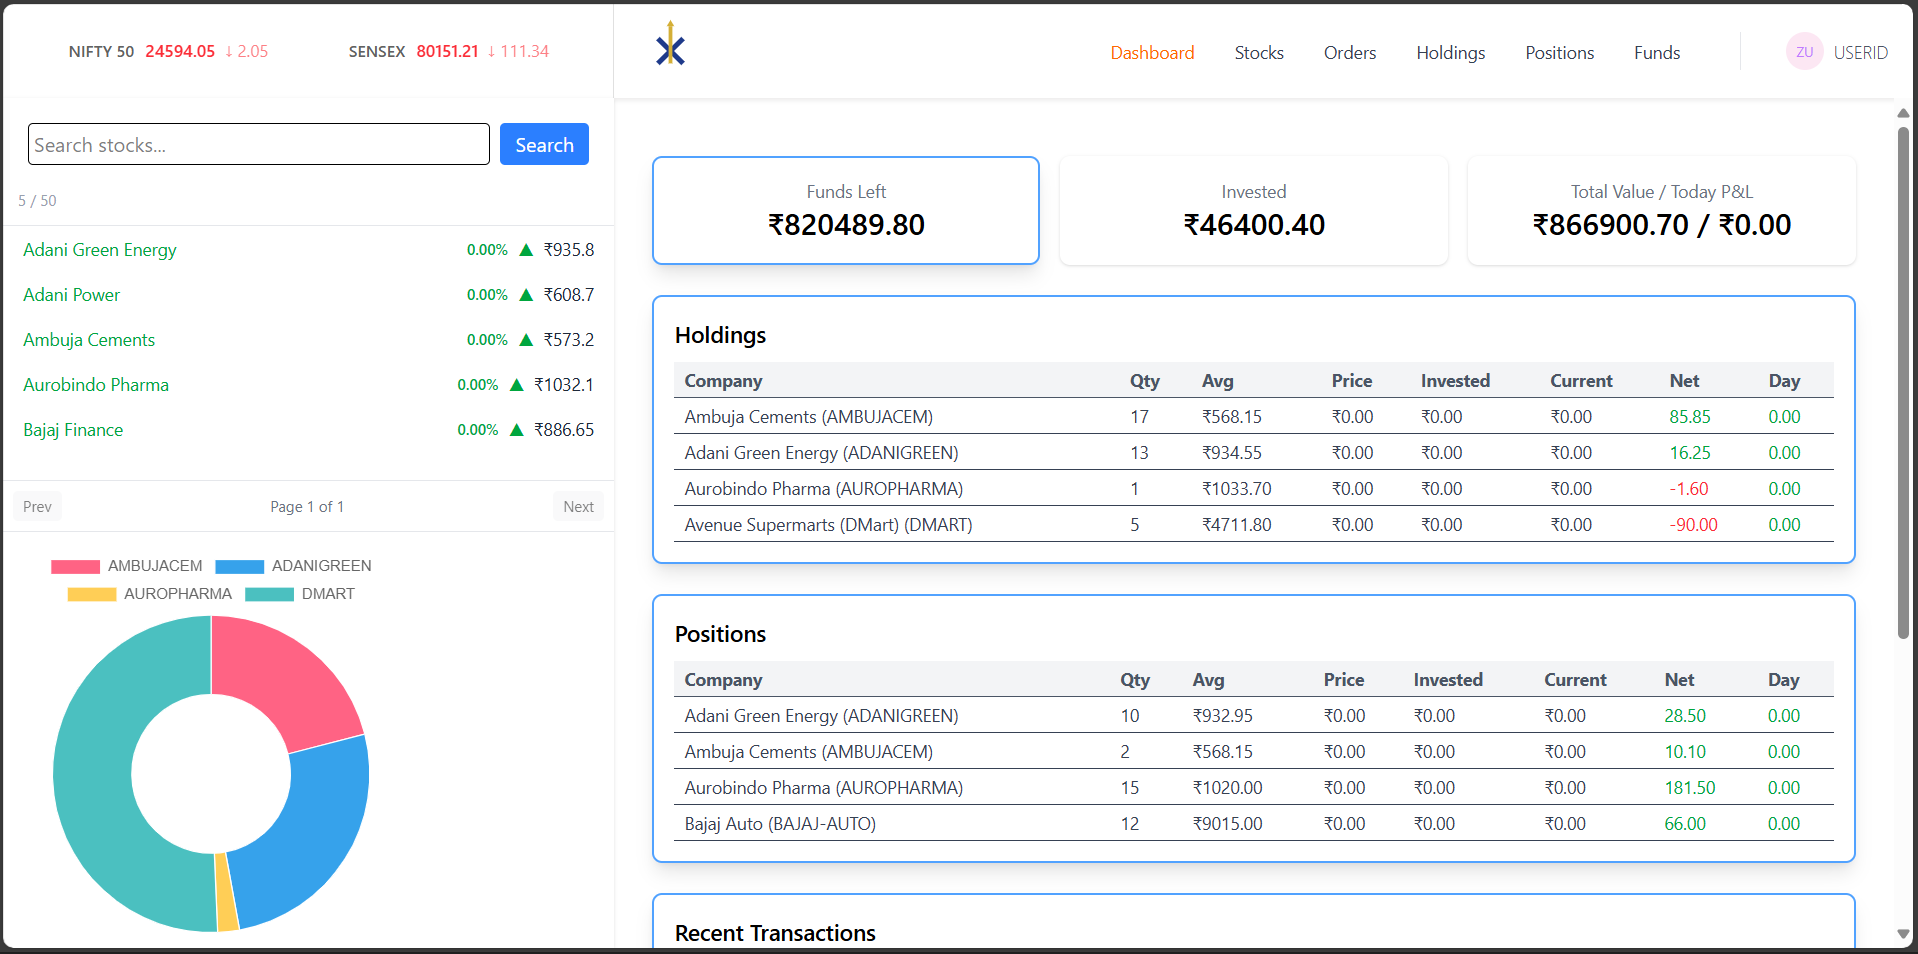 NIFTY 50 24594.05 ↓ 2.05 SENSEX 80151.21 ↓ 111.34
Dashboard Stocks Orders Holdings Positions Funds ZU USERID
Search stocks... Search
5 / 50
Adani Green Energy 0.00% ▲ ₹935.8
Adani Power 0.00% ▲ ₹608.7
Ambuja Cements 0.00% ▲ ₹573.2
Aurobindo Pharma 0.00% ▲ ₹1032.1
Bajaj Finance 0.00% ▲ ₹886.65
Prev Page 1 of 1 Next
AMBUJACEM ADANIGREEN
AUROPHARMA DMART
Funds Left
₹820489.80
Invested
₹46400.40
Total Value / Today P&L
₹866900.70 / ₹0.00
Holdings
Company Qty Avg Price Invested Current Net Day
Ambuja Cements (AMBUJACEM) 17 ₹568.15 ₹0.00 ₹0.00 ₹0.00 85.85 0.00
Adani Green Energy (ADANIGREEN) 13 ₹934.55 ₹0.00 ₹0.00 ₹0.00 16.25 0.00
Aurobindo Pharma (AUROPHARMA) 1 ₹1033.70 ₹0.00 ₹0.00 ₹0.00 -1.60 0.00
Avenue Supermarts (DMart) (DMART) 5 ₹4711.80 ₹0.00 ₹0.00 ₹0.00 -90.00 0.00
Positions
Company Qty Avg Price Invested Current Net Day
Adani Green Energy (ADANIGREEN) 10 ₹932.95 ₹0.00 ₹0.00 ₹0.00 28.50 0.00
Ambuja Cements (AMBUJACEM) 2 ₹568.15 ₹0.00 ₹0.00 ₹0.00 10.10 0.00
Aurobindo Pharma (AUROPHARMA) 15 ₹1020.00 ₹0.00 ₹0.00 ₹0.00 181.50 0.00
Bajaj Auto (BAJAJ-AUTO) 12 ₹9015.00 ₹0.00 ₹0.00 ₹0.00 66.00 0.00
Recent Transactions